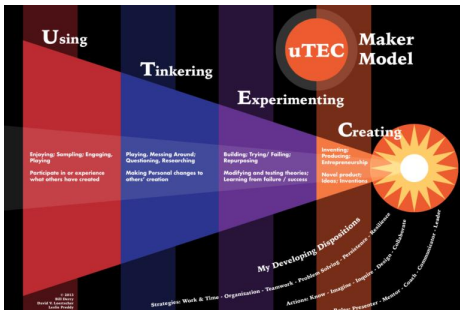 Using
Tinkering
Experimenting
Creating
uTEC
Maker
Model
Enjoying; Sampling; Engaging,
Playing
Participate in or experience
what others have created
Playing, Messing Around;
Questioning, Researching
Making Personal changes to
others' creation
Building; Trying/ Failing;
Repurposing
Modifying and testing theories;
Learning from failure / success
Inventing;
Producing;
Entrepreneurship
Novel product;
ideas/ inventions
My Developing Dispositions
Strategies: Work & Time - Organization - Teamwork - Problem Solving - Persistence - Resilience
Actions: Know - Imagine - Inquire - Design - Collaborate
Presenter - Mentor - Coach - Communicator - Leader
© 2013
Bill Derry
David V. Loertscher
Leslie Preddy